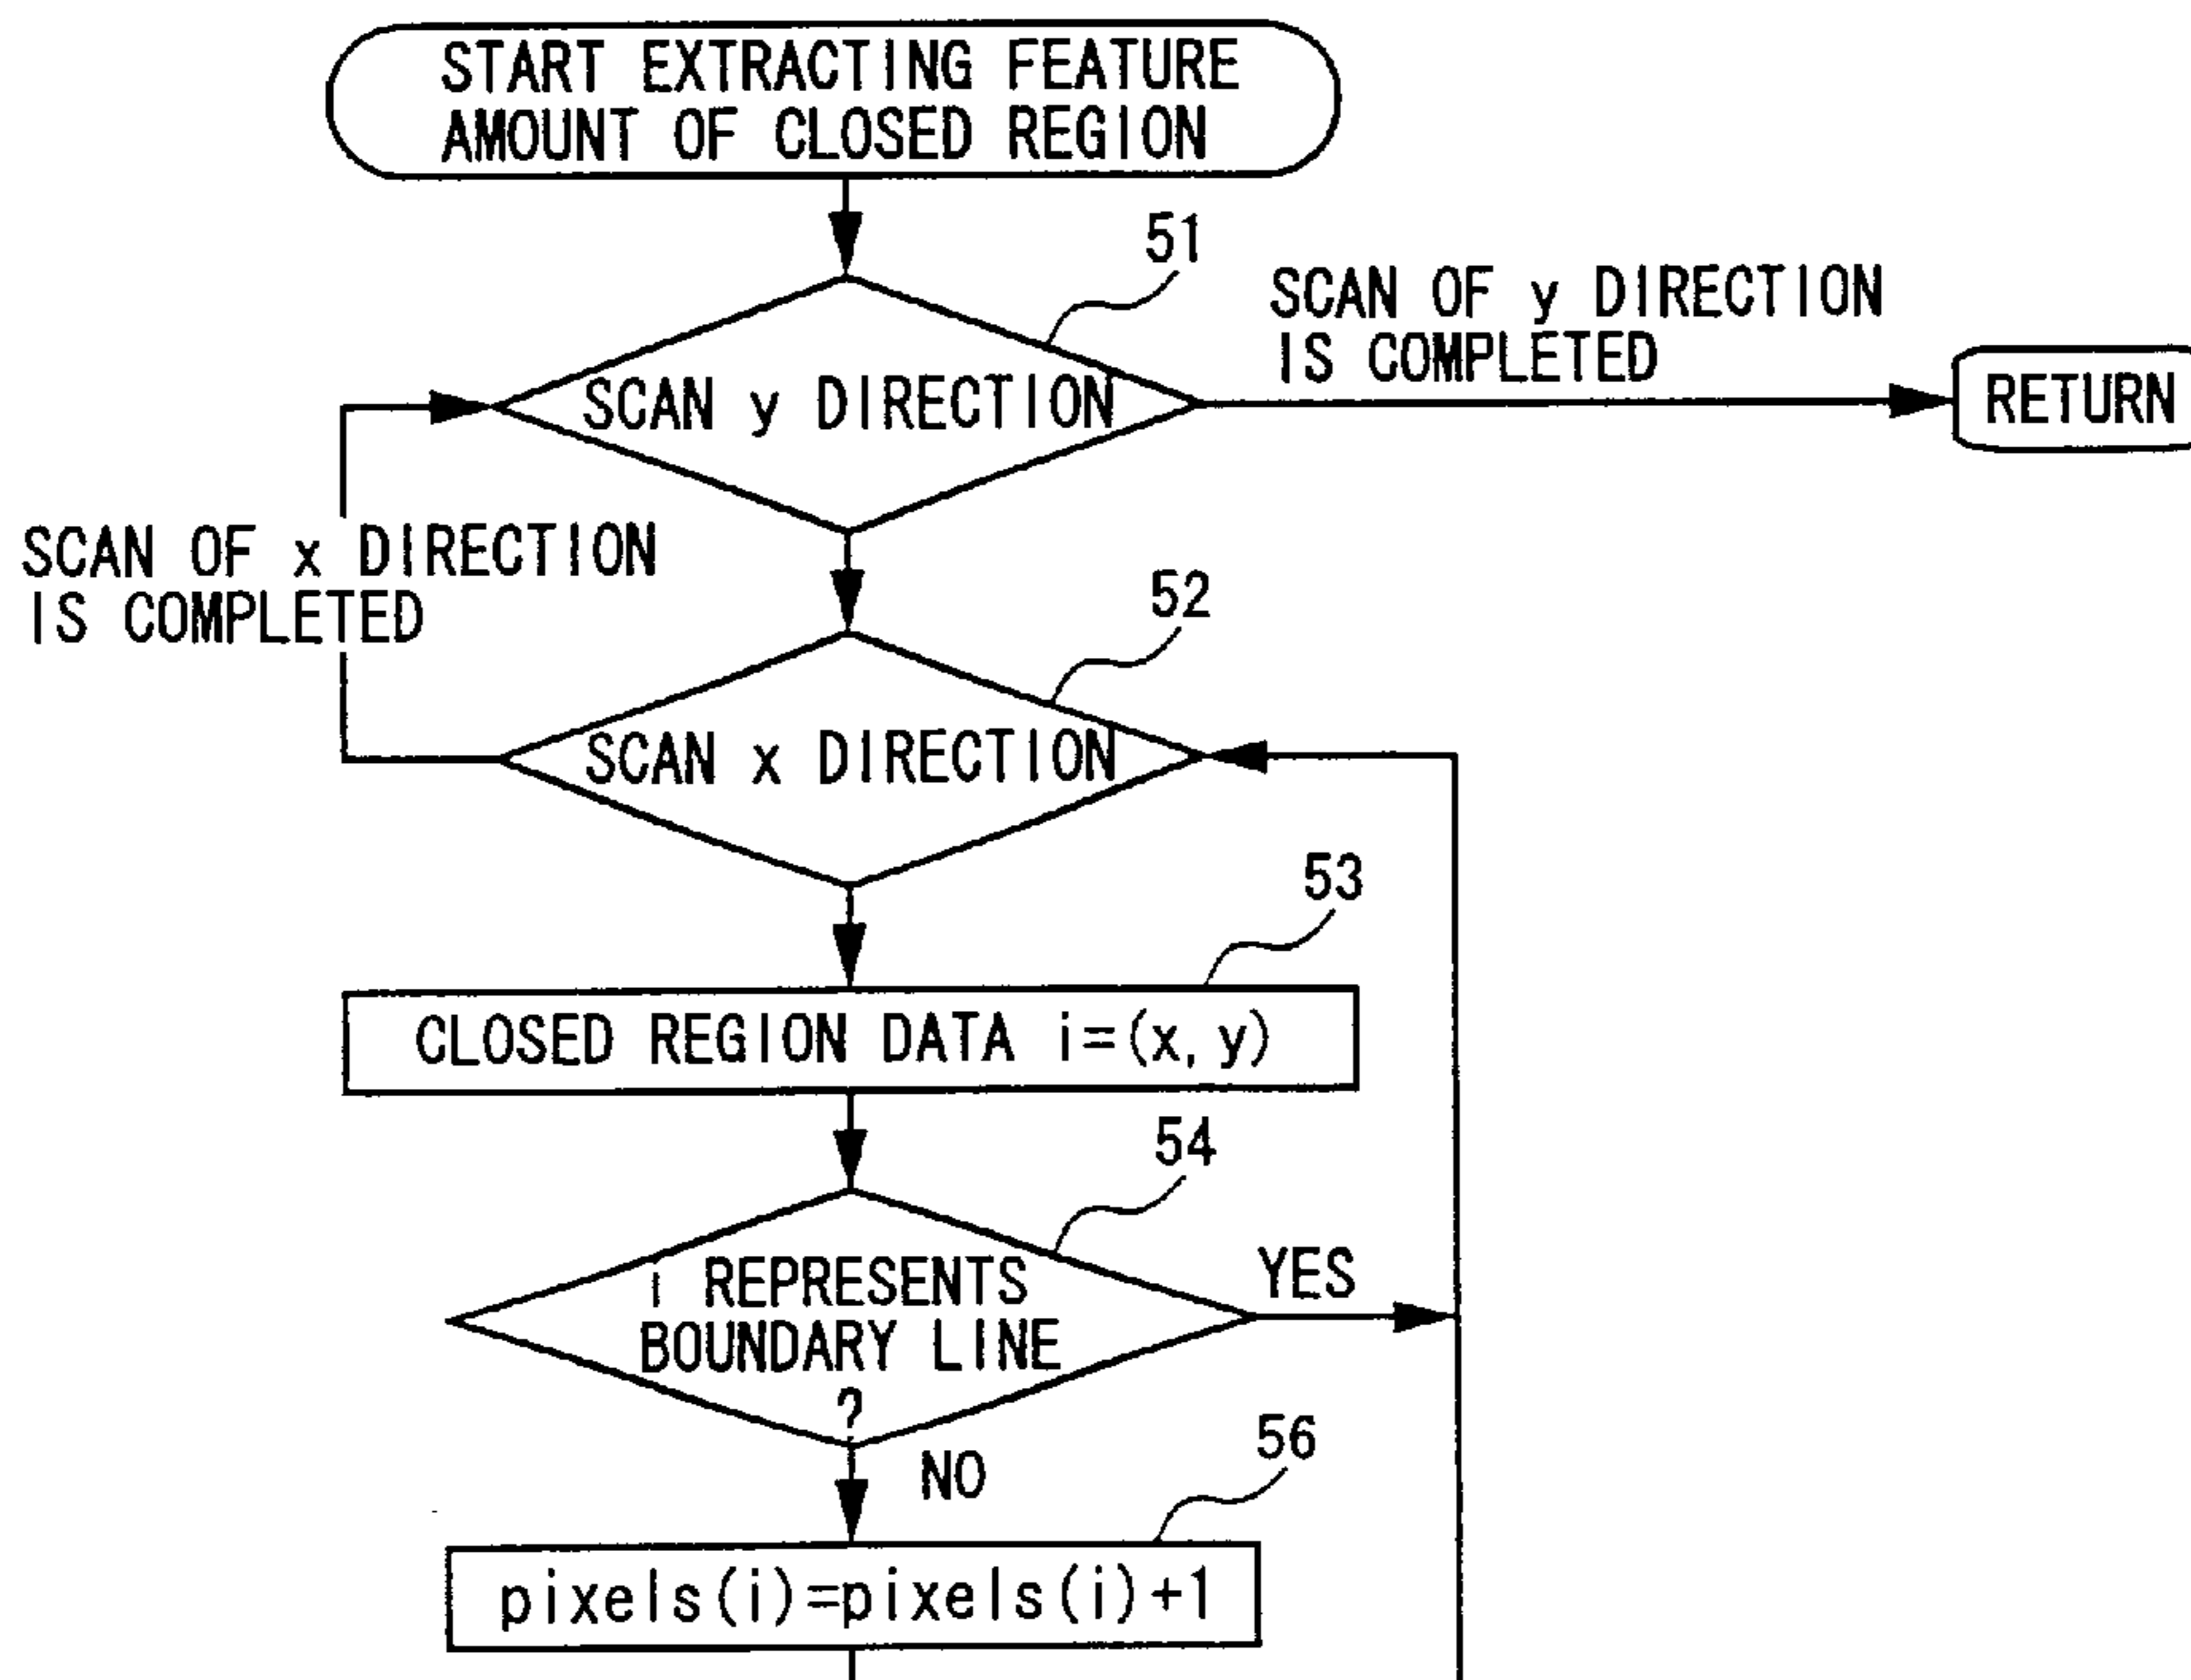 START EXTRACTING FEATURE
AMOUNT OF CLOSED REGION
51
SCAN OF y DIRECTION
IS COMPLETED
SCAN y DIRECTION
RETURN
SCAN OF x DIRECTION
IS COMPLETED
52
SCAN x DIRECTION
53
CLOSED REGION DATA i=(x, y)
54
i REPRESENTS
BOUNDARY LINE
?
YES
NO
56
pixels(i)=pixels(i)+1